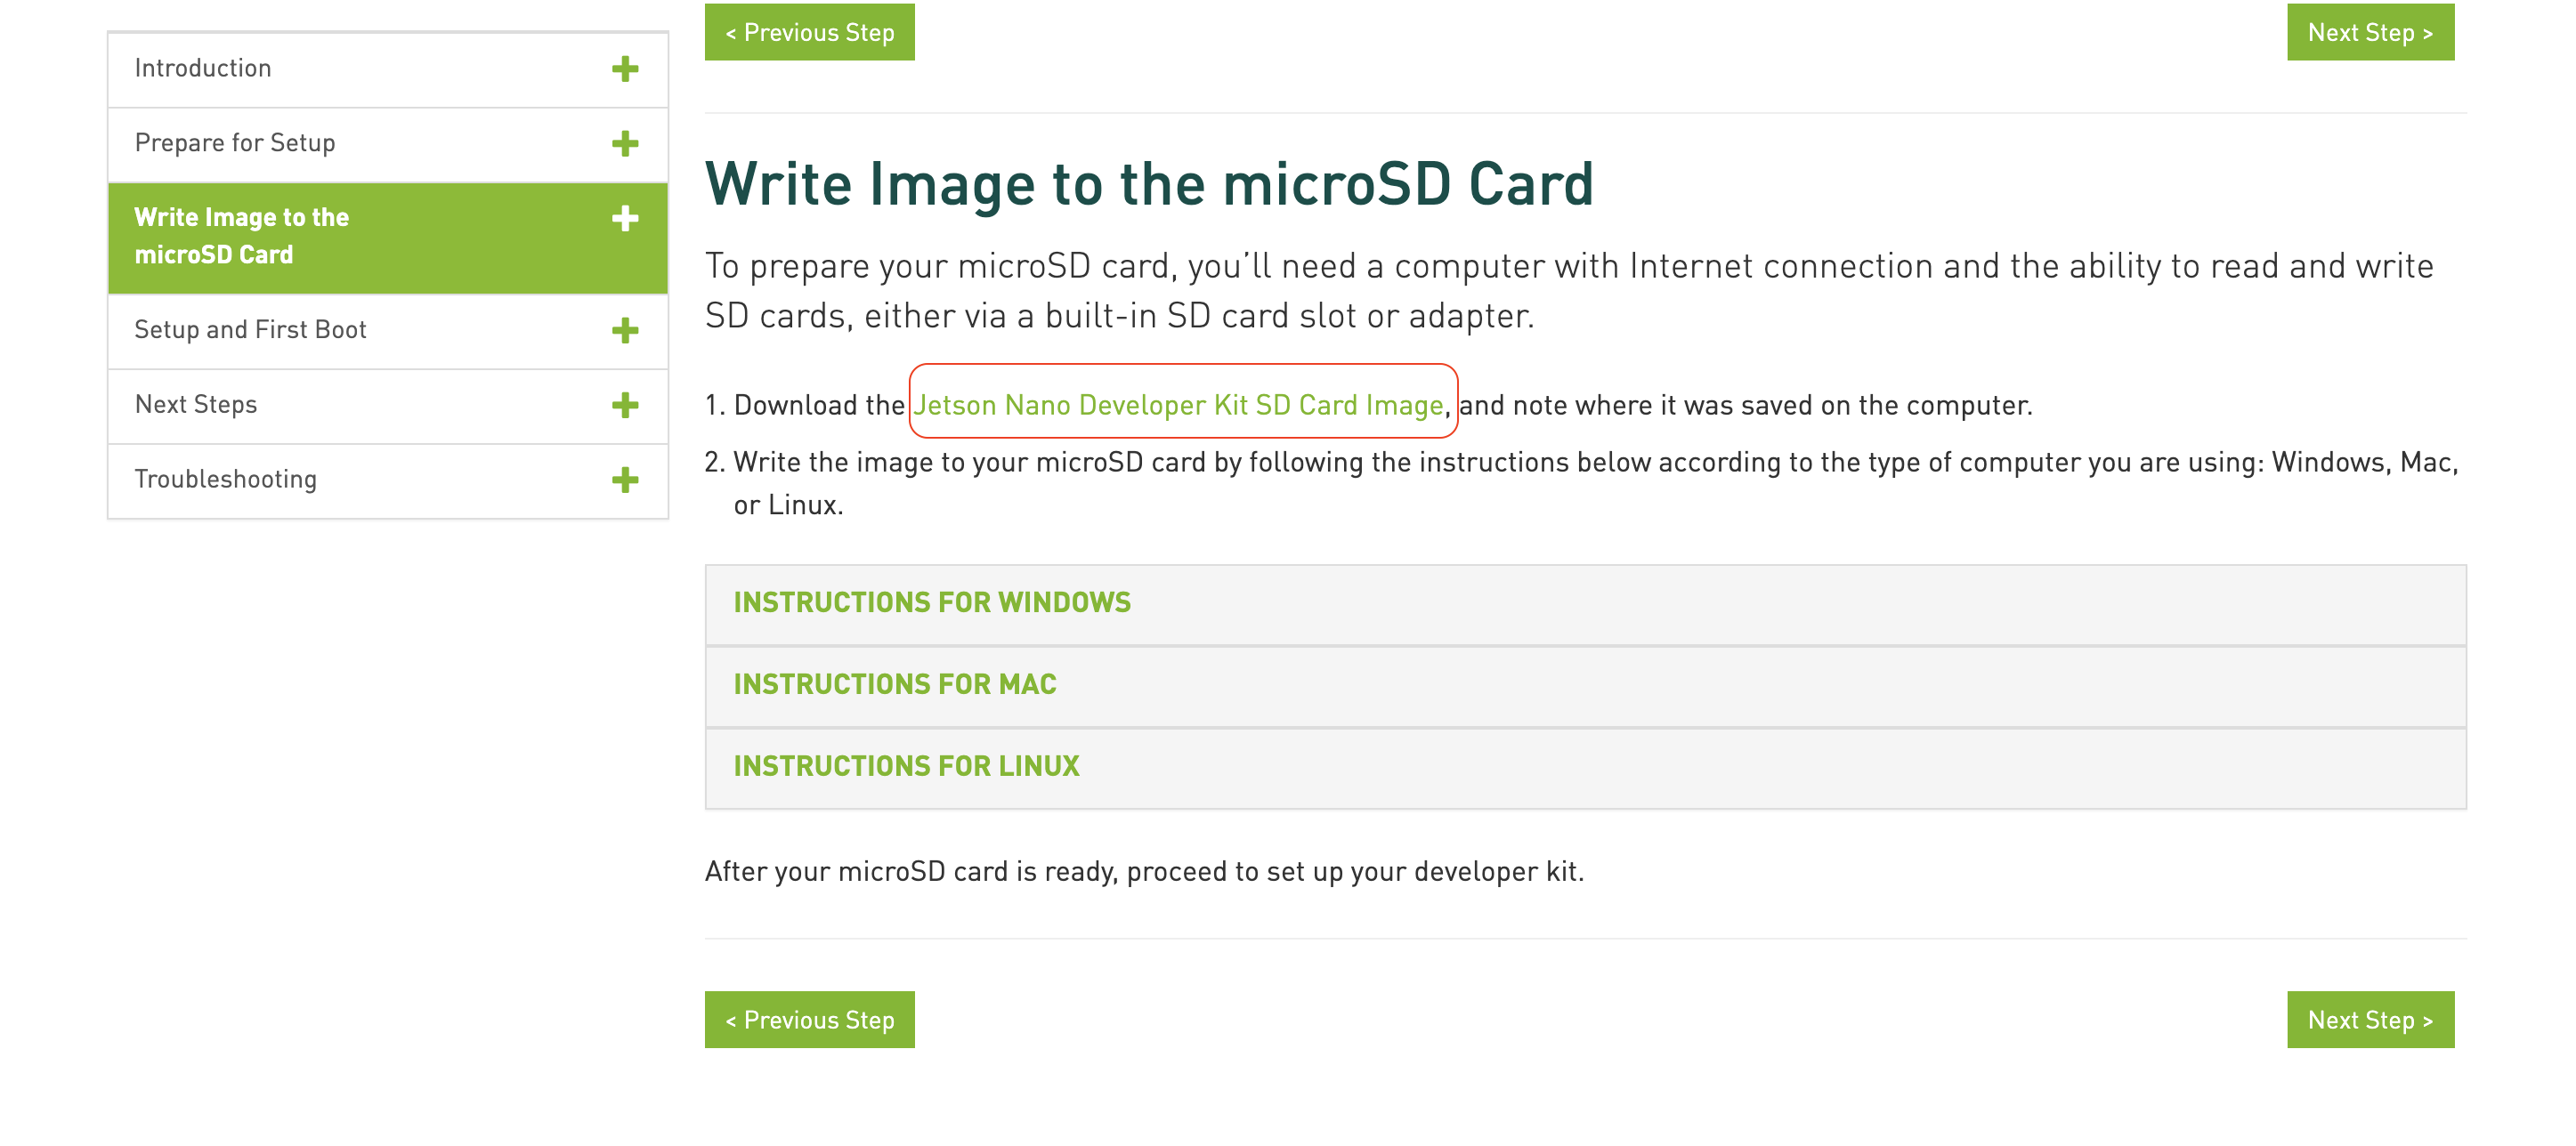 < Previous Step
Next Step >
Introduction
Prepare for Setup
Write Image to the
microSD Card
Setup and First Boot
Next Steps
Troubleshooting
Write Image to the microSD Card
To prepare your microSD card, you’ll need a computer with Internet connection and the ability to read and write
SD cards, either via a built-in SD card slot or adapter.
1. Download the Jetson Nano Developer Kit SD Card Image, and note where it was saved on the computer.
2. Write the image to your microSD card by following the instructions below according to the type of computer you are using: Windows, Mac,
or Linux.
INSTRUCTIONS FOR WINDOWS
INSTRUCTIONS FOR MAC
INSTRUCTIONS FOR LINUX
After your microSD card is ready, proceed to set up your developer kit.
< Previous Step
Next Step >